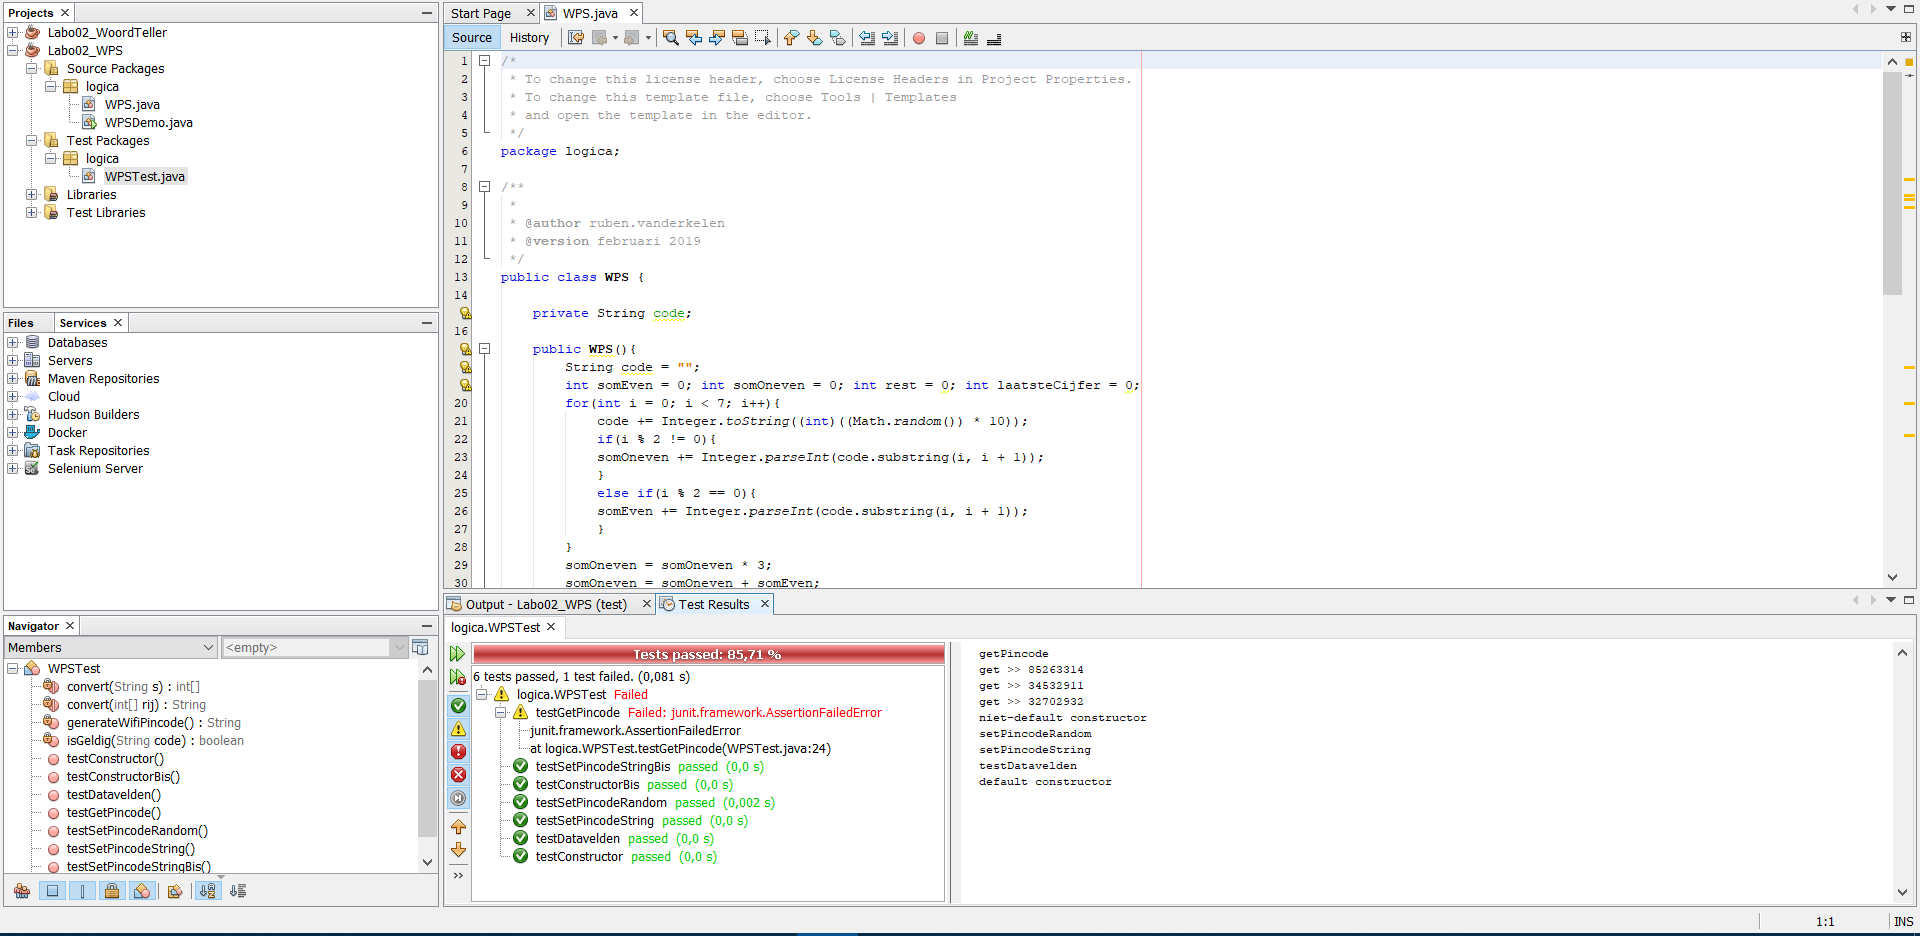 Projects
Labo02_WoordTeller
Labo02_WPS
Source Packages
logica
WPS.java
WPSDemo.java
Test Packages
logica
WPSTest.java
Libraries
Test Libraries
Files
Services
Databases
Servers
Maven Repositories
Cloud
Hudson Builders
Docker
Task Repositories
Selenium Server
Navigator
Members
<empty>
WPSTest
convert(String s) : int[]
convert(int[] rij) : String
generateWifiPincode() : String
isGeldig(String code) : boolean
testConstructor()
testConstructorBis()
testDatavelden()
testGetPincode()
testSetPincodeRandom()
testSetPincodeString()
testSetPincodeStringBis()
Start Page
WPS.java
Source
History
1 /*
2  * To change this license header, choose License Headers in Project Properties.
3  * To change this template file, choose Tools | Templates
4  * and open the template in the editor.
5  */
6 package logica;
7
8 /**
9  *
10  * @author ruben.vanderkelen
11  * @version februari 2019
12  */
13 public class WPS {
14
private String code;
16
public WPS(){
String code = "";
int somEven = 0; int somOneven = 0; int rest = 0; int laatsteCijfer = 0;
20 for(int i = 0; i < 7; i++){
21 code += Integer.toString((int)((Math.random()) * 10));
22 if(i % 2 != 0){
23 somOneven += Integer.parseInt(code.substring(i, i + 1));
24 }
25 else if(i % 2 == 0){
26 somEven += Integer.parseInt(code.substring(i, i + 1));
27 }
28 }
29 somOneven = somOneven * 3;
30 somOneven = somOneven + somEven;
Output - Labo02_WPS (test)
Test Results
logica.WPSTest
Tests passed: 85,71 %
6 tests passed, 1 test failed. (0,081 s)
logica.WPSTest Failed
testGetPincode Failed: junit.framework.AssertionFailedError
junit.framework.AssertionFailedError
at logica.WPSTest.testGetPincode(WPSTest.java:24)
testSetPincodeStringBis passed (0,0 s)
testConstructorBis passed (0,0 s)
testSetPincodeRandom passed (0,002 s)
testSetPincodeString passed (0,0 s)
testDatavelden passed (0,0 s)
testConstructor passed (0,0 s)
getPincode
get >> 85263314
get >> 34532911
get >> 32702932
niet-default constructor
setPincodeRandom
setPincodeString
testDatavelden
default constructor
1:1
INS